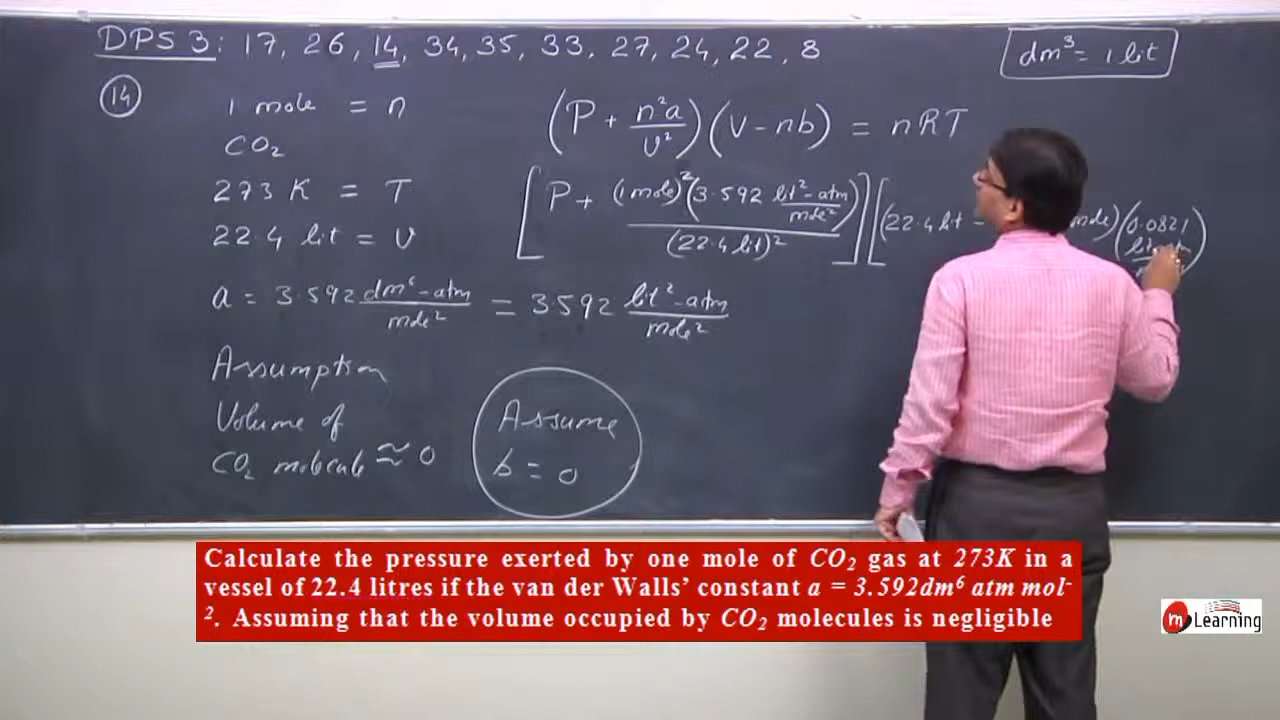 DPS 3: 17, 26, 14, 34, 35, 33, 27, 24, 22, 8
dm³ = 1 lit
14
1 mole = n
CO₂
273 K = T
22.4 lit = V
a = 3.592 dm⁶-atm/mole² = 3.592 lit²-atm/mole²
Assumption
Volume of
CO₂ molecule ≈ 0
Assume
b = 0
(P + n²a/V²)(V - nb) = nRT
[P + (1 mole)²(3.592 lit²-atm/mole²)/(22.4 lit)²][(22.4 lit - mole)(0.0821
Calculate the pressure exerted by one mole of CO₂ gas at 273K in a
vessel of 22.4 litres if the van der Walls' constant a = 3.592dm⁶ atm mol⁻
². Assuming that the volume occupied by CO₂ molecules is negligible
m Learning